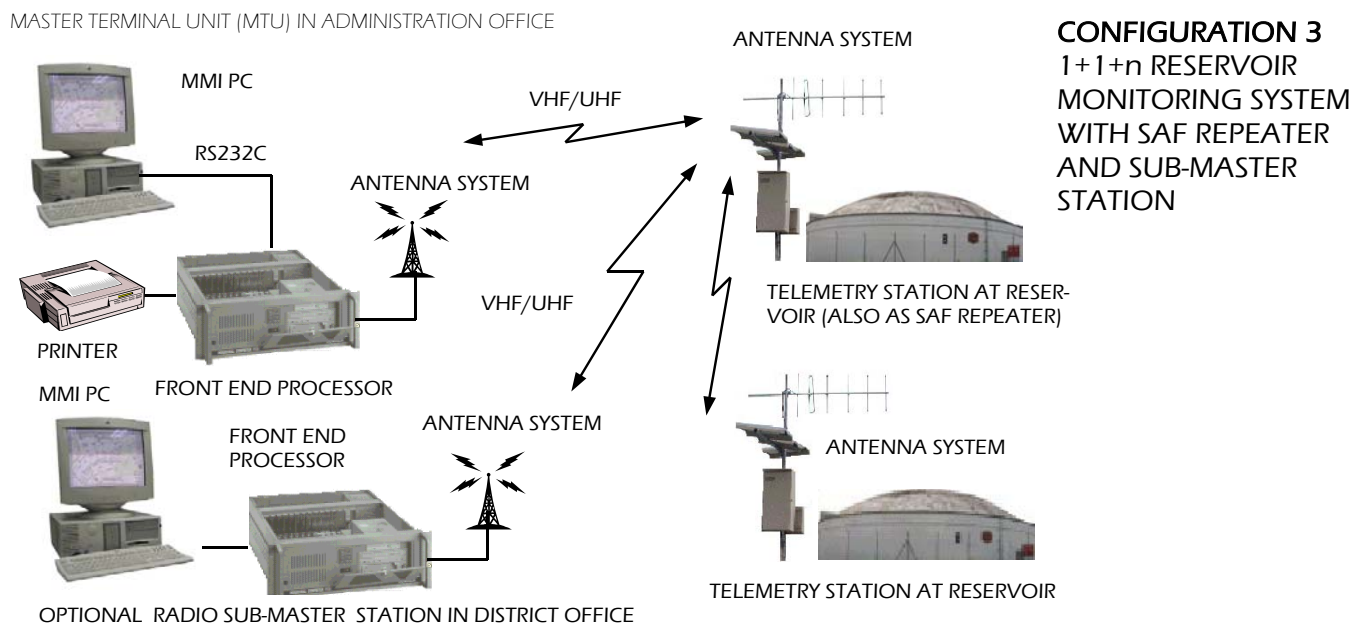 MASTER TERMINAL UNIT (MTU) IN ADMINISTRATION OFFICE
CONFIGURATION 3
1+1+n RESERVOIR
MONITORING SYSTEM
WITH SAF REPEATER
AND SUB-MASTER
STATION
MMI PC
RS232C
ANTENNA SYSTEM
VHF/UHF
ANTENNA SYSTEM
PRINTER
FRONT END PROCESSOR
VHF/UHF
TELEMETRY STATION AT RESER-
VOIR (ALSO AS SAF REPEATER)
MMI PC
FRONT END
PROCESSOR
ANTENNA SYSTEM
ANTENNA SYSTEM
TELEMETRY STATION AT RESERVOIR
OPTIONAL RADIO SUB-MASTER STATION IN DISTRICT OFFICE